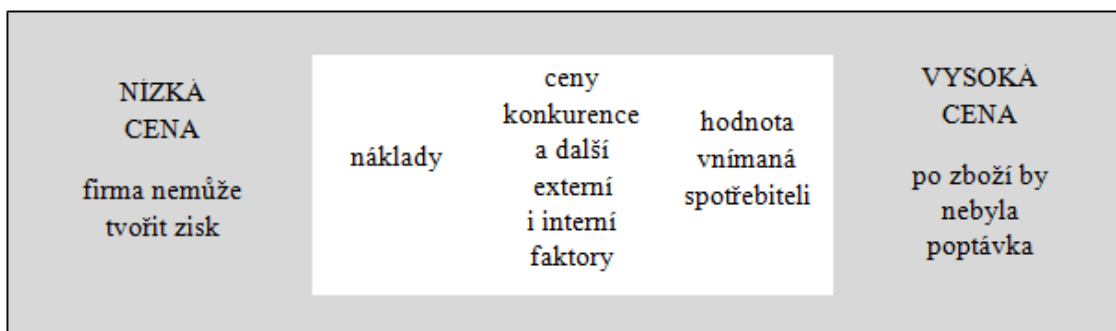 NÍZKÁ
CENA
firma nemůže
tvořit zisk
náklady
ceny
konkurence
a další
externí
i interní
faktory
hodnota
vnímaná
spotřebiteli
VYSOKÁ
CENA
po zboží by
nebyla
poptávka